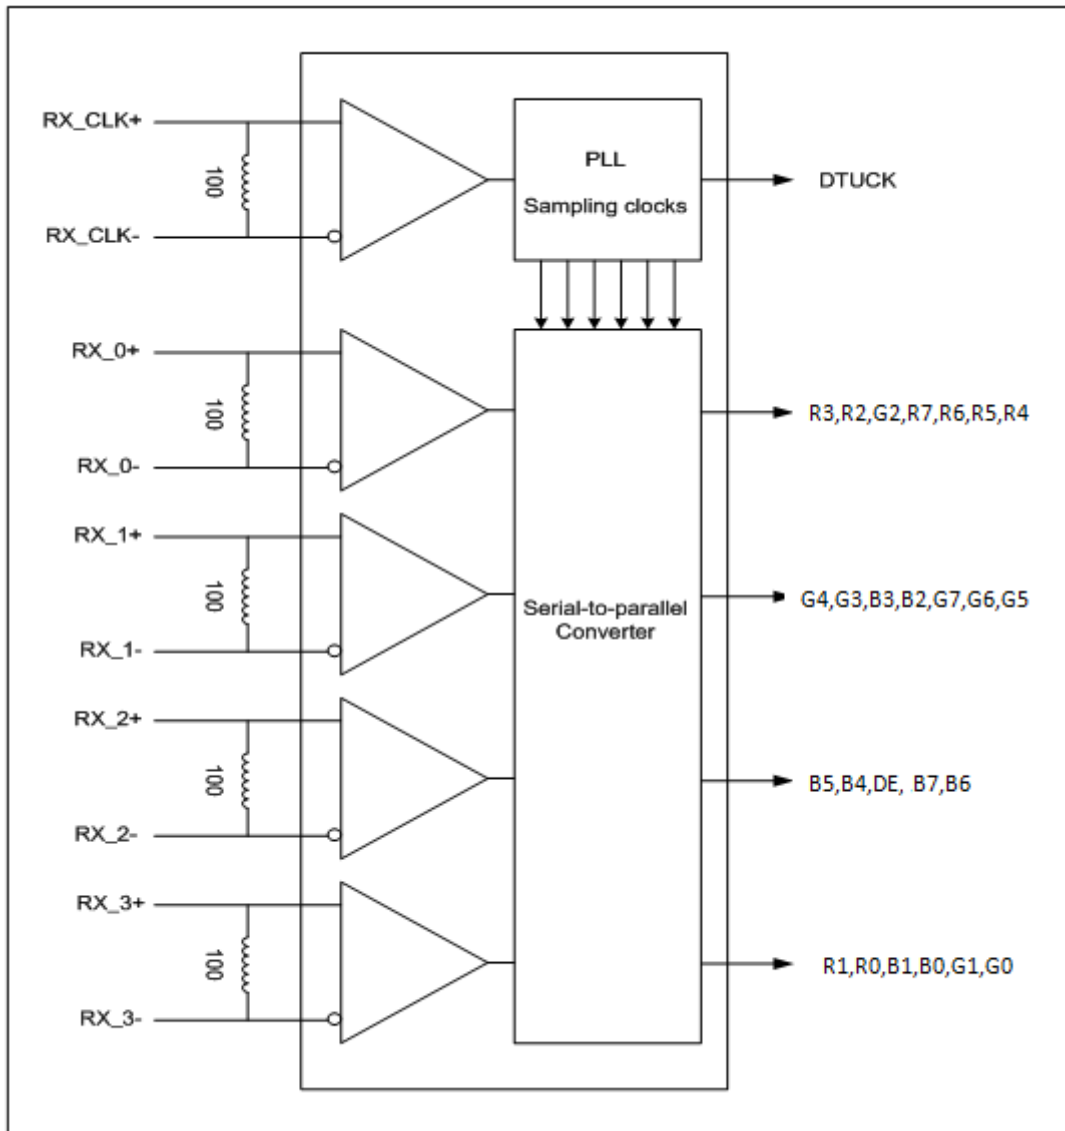 RX_CLK+
100
RX_CLK-
PLL
Sampling clocks
DTUCK
RX_0+
100
RX_0-
R3,R2,G2,R7,R6,R5,R4
RX_1+
100
RX_1-
Serial-to-parallel
Converter
G4,G3,B3,B2,G7,G6,G5
RX_2+
100
RX_2-
B5,B4,DE, B7,B6
RX_3+
100
RX_3-
R1,R0,B1,B0,G1,G0